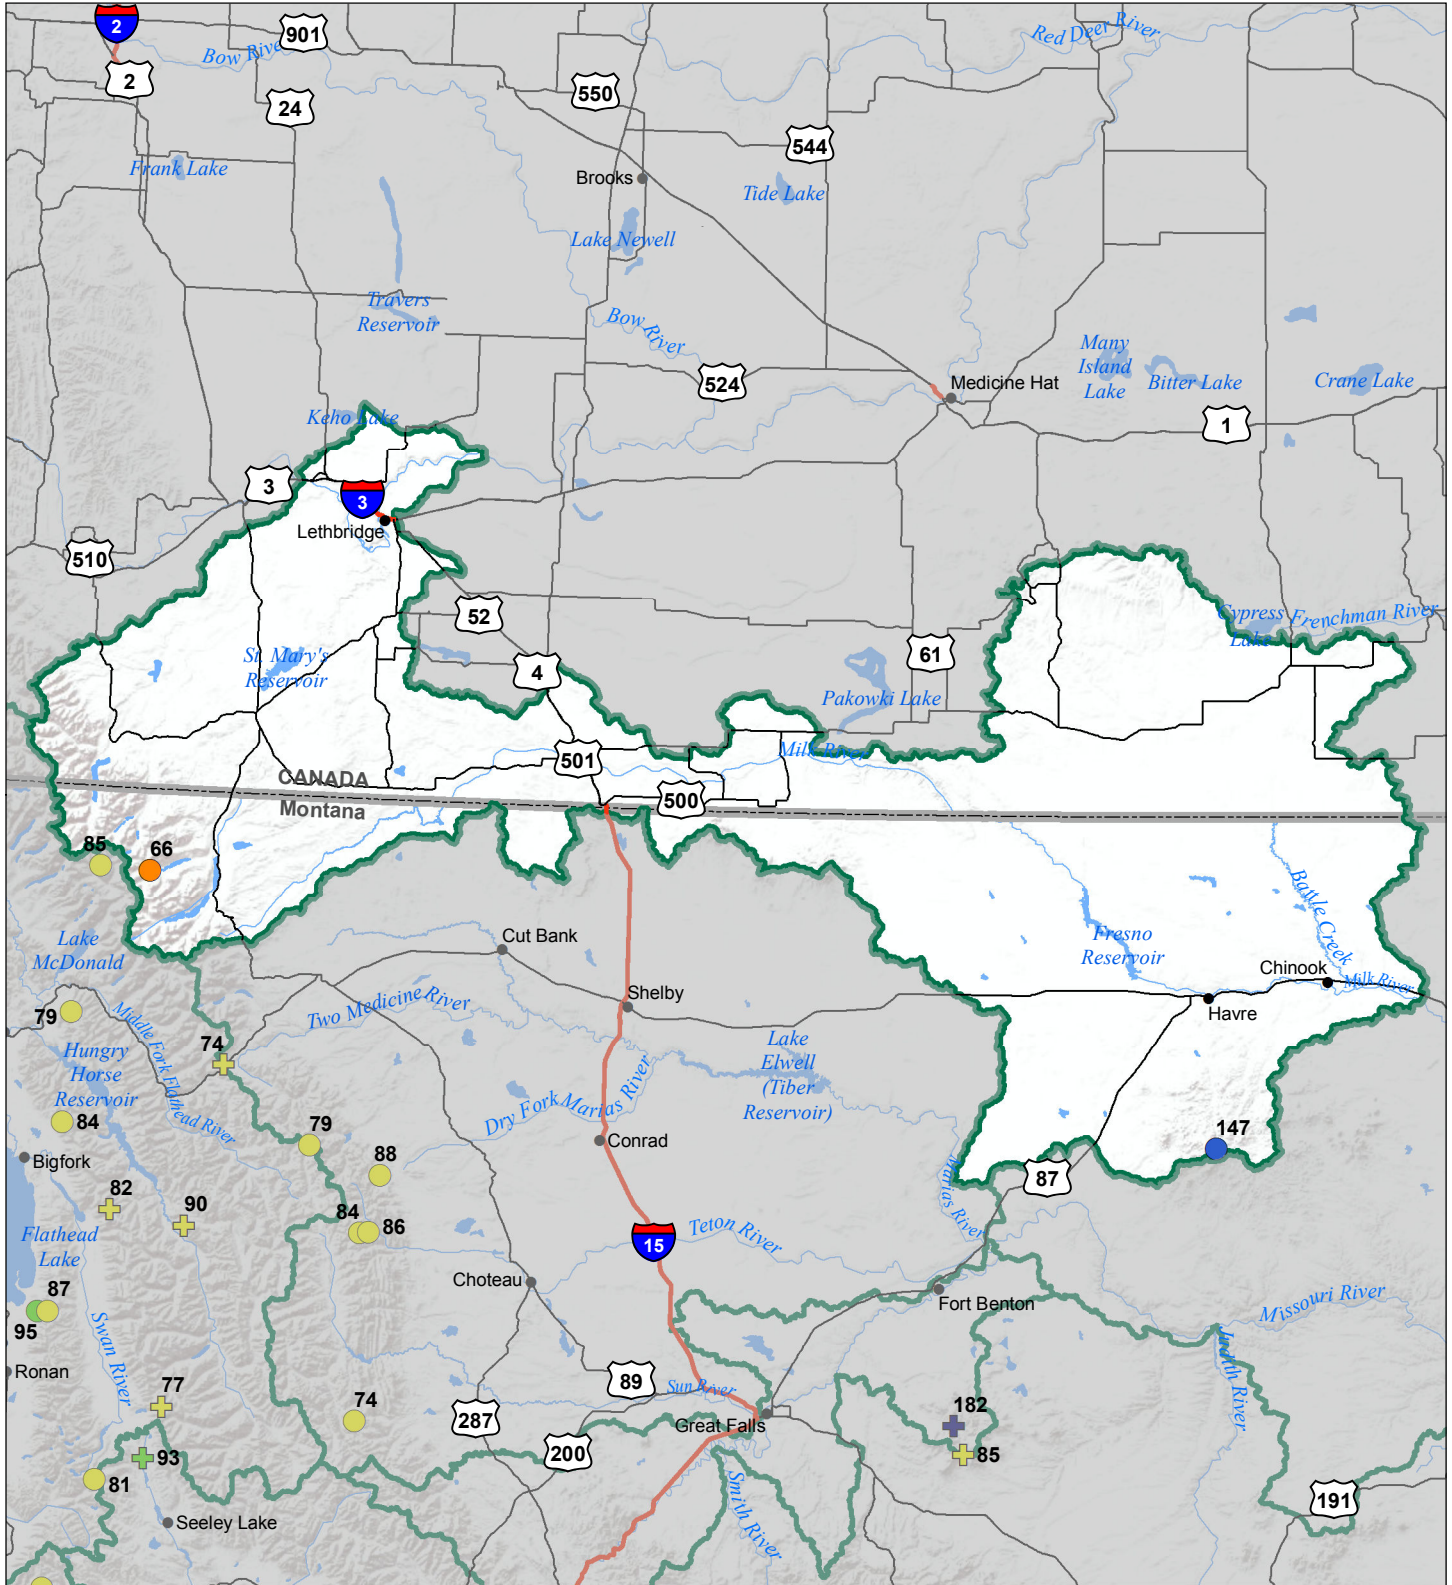 2
901
Bow River
Red Deer River
2
24
550
544
Frank Lake
Brooks
Tide Lake
Lake Newell
Travers
Reservoir
Bow River
524
Medicine Hat
Many
Island
Lake
Bitter Lake
Crane Lake
1
Keho Lake
3
3
Lethbridge
510
52
Cypress
Lake
Frenchman River
4
61
St. Mary's
Reservoir
Pakowki Lake
501
Milk River
CANADA
Montana
500
85
66
Battle Creek
Lake
McDonald
Cut Bank
Fresno
Reservoir
Chinook
Milk River
Shelby
Havre
79
Middle Fork Flathead River
Two Medicine River
74
Hungry
Horse
Reservoir
Lake
Elwell
(Tiber
Reservoir)
84
79
Dry Fork Marias River
Conrad
147
Bigfork
88
87
Marias River
82
90
84
86
Flathead
Lake
15
Teton River
Choteau
87
95
Fort Benton
Missouri River
Swan River
Judith River
Ronan
89
Sun River
77
74
287
Great Falls
182
200
93
85
81
Smith River
191
Seeley Lake